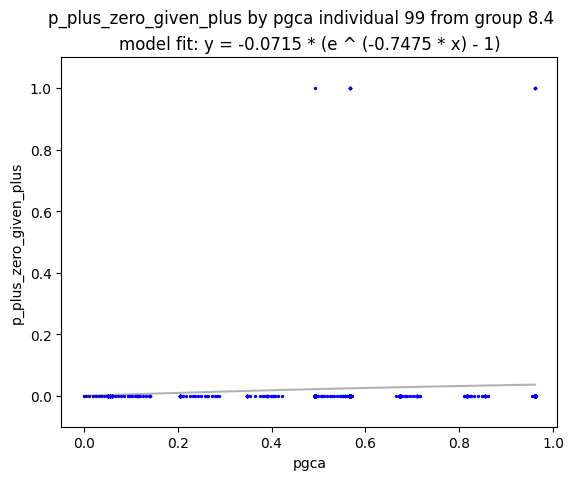 p_plus_zero_given_plus by pgca individual 99 from group 8.4
model fit: y = -0.0715 * (e ^ (-0.7475 * x) - 1)
1.0
0.8
0.6
0.4
0.2
0.0
p_plus_zero_given_plus
0.0 0.2 0.4 0.6 0.8 1.0
pgca